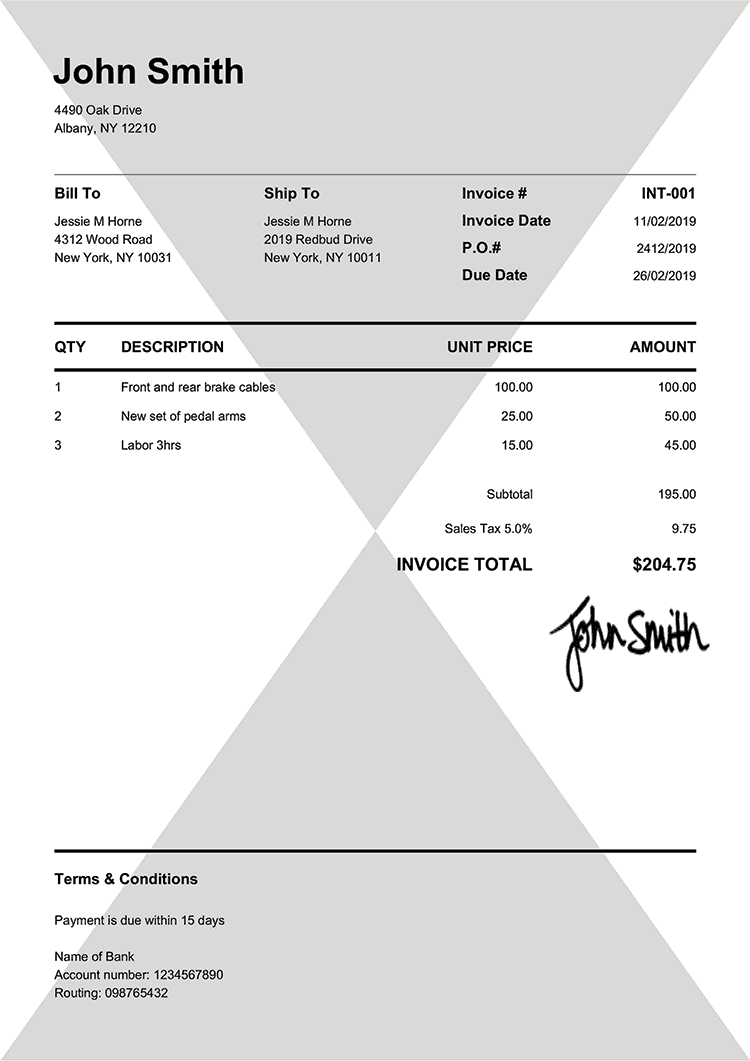 John Smith
4490 Oak Drive
Albany, NY 12210
Bill To
Jessie M Horne
4312 Wood Road
New York, NY 10031
Ship To
Jessie M Horne
2019 Redbud Drive
New York, NY 10011
Invoice # INT-001
Invoice Date 11/02/2019
P.O.# 2412/2019
Due Date 26/02/2019
QTY DESCRIPTION UNIT PRICE AMOUNT
1 Front and rear brake cables 100.00 100.00
2 New set of pedal arms 25.00 50.00
3 Labor 3hrs 15.00 45.00
Subtotal 195.00
Sales Tax 5.0% 9.75
INVOICE TOTAL $204.75
John Smith
Terms & Conditions
Payment is due within 15 days
Name of Bank
Account number: 1234567890
Routing: 098765432